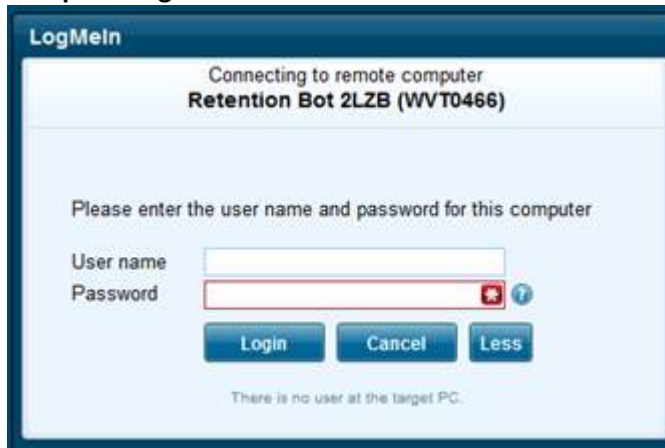 LogMeIn
Connecting to remote computer
Retention Bot 2LZB (WVT0466)
Please enter the user name and password for this computer
User name
Password
Login Cancel Less
There is no user at the target PC.